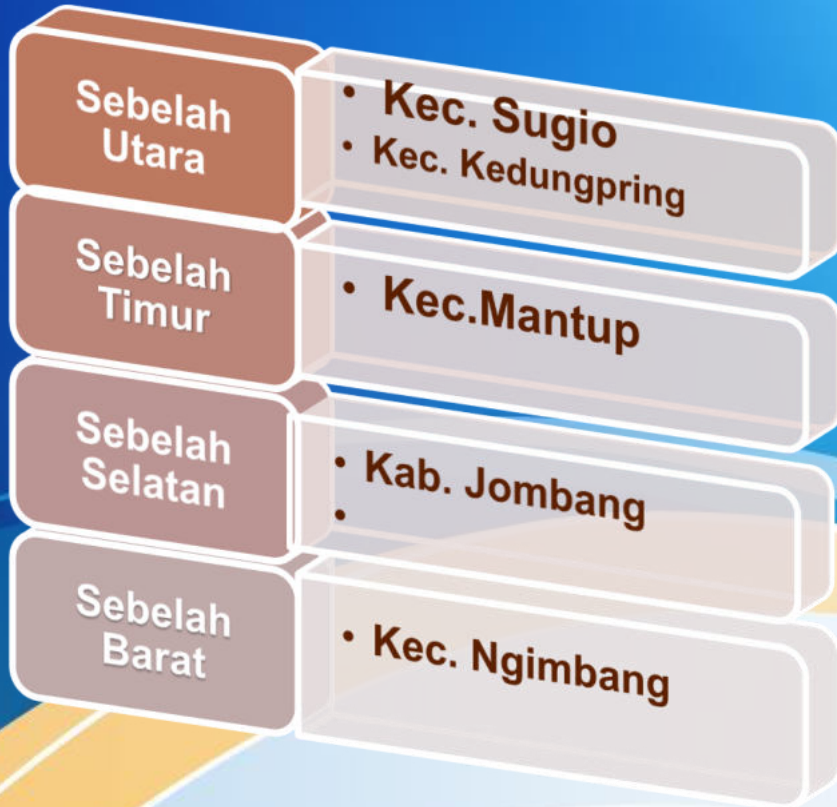 Sebelah
Utara
• Kec. Sugio
• Kec. Kedungpring
Sebelah
Timur
• Kec.Mantup
Sebelah
Selatan
• Kab. Jombang
•
Sebelah
Barat
• Kec. Ngimbang